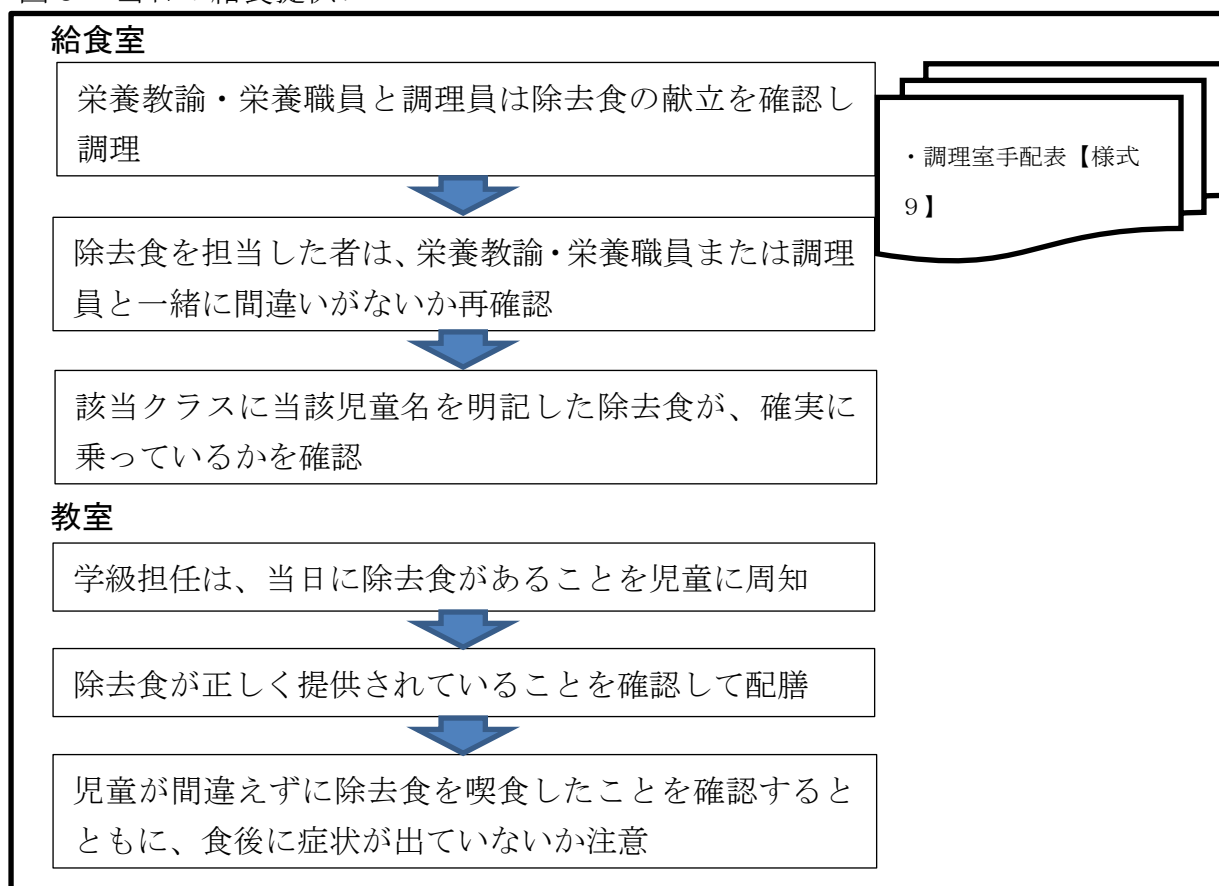 給食室
栄養教諭・栄養職員と調理員は除去食の献立を確認し
調理
・調理室手配表【様式
９】
除去食を担当した者は、栄養教諭・栄養職員または調理
員と一緒に間違いがないか再確認
該当クラスに当該児童名を明記した除去食が、確実に
乗っているかを確認
教室
学級担任は、当日に除去食があることを児童に周知
除去食が正しく提供されていることを確認して配膳
児童が間違えずに除去食を喫食したことを確認すると
ともに、食後に症状が出ていないか注意